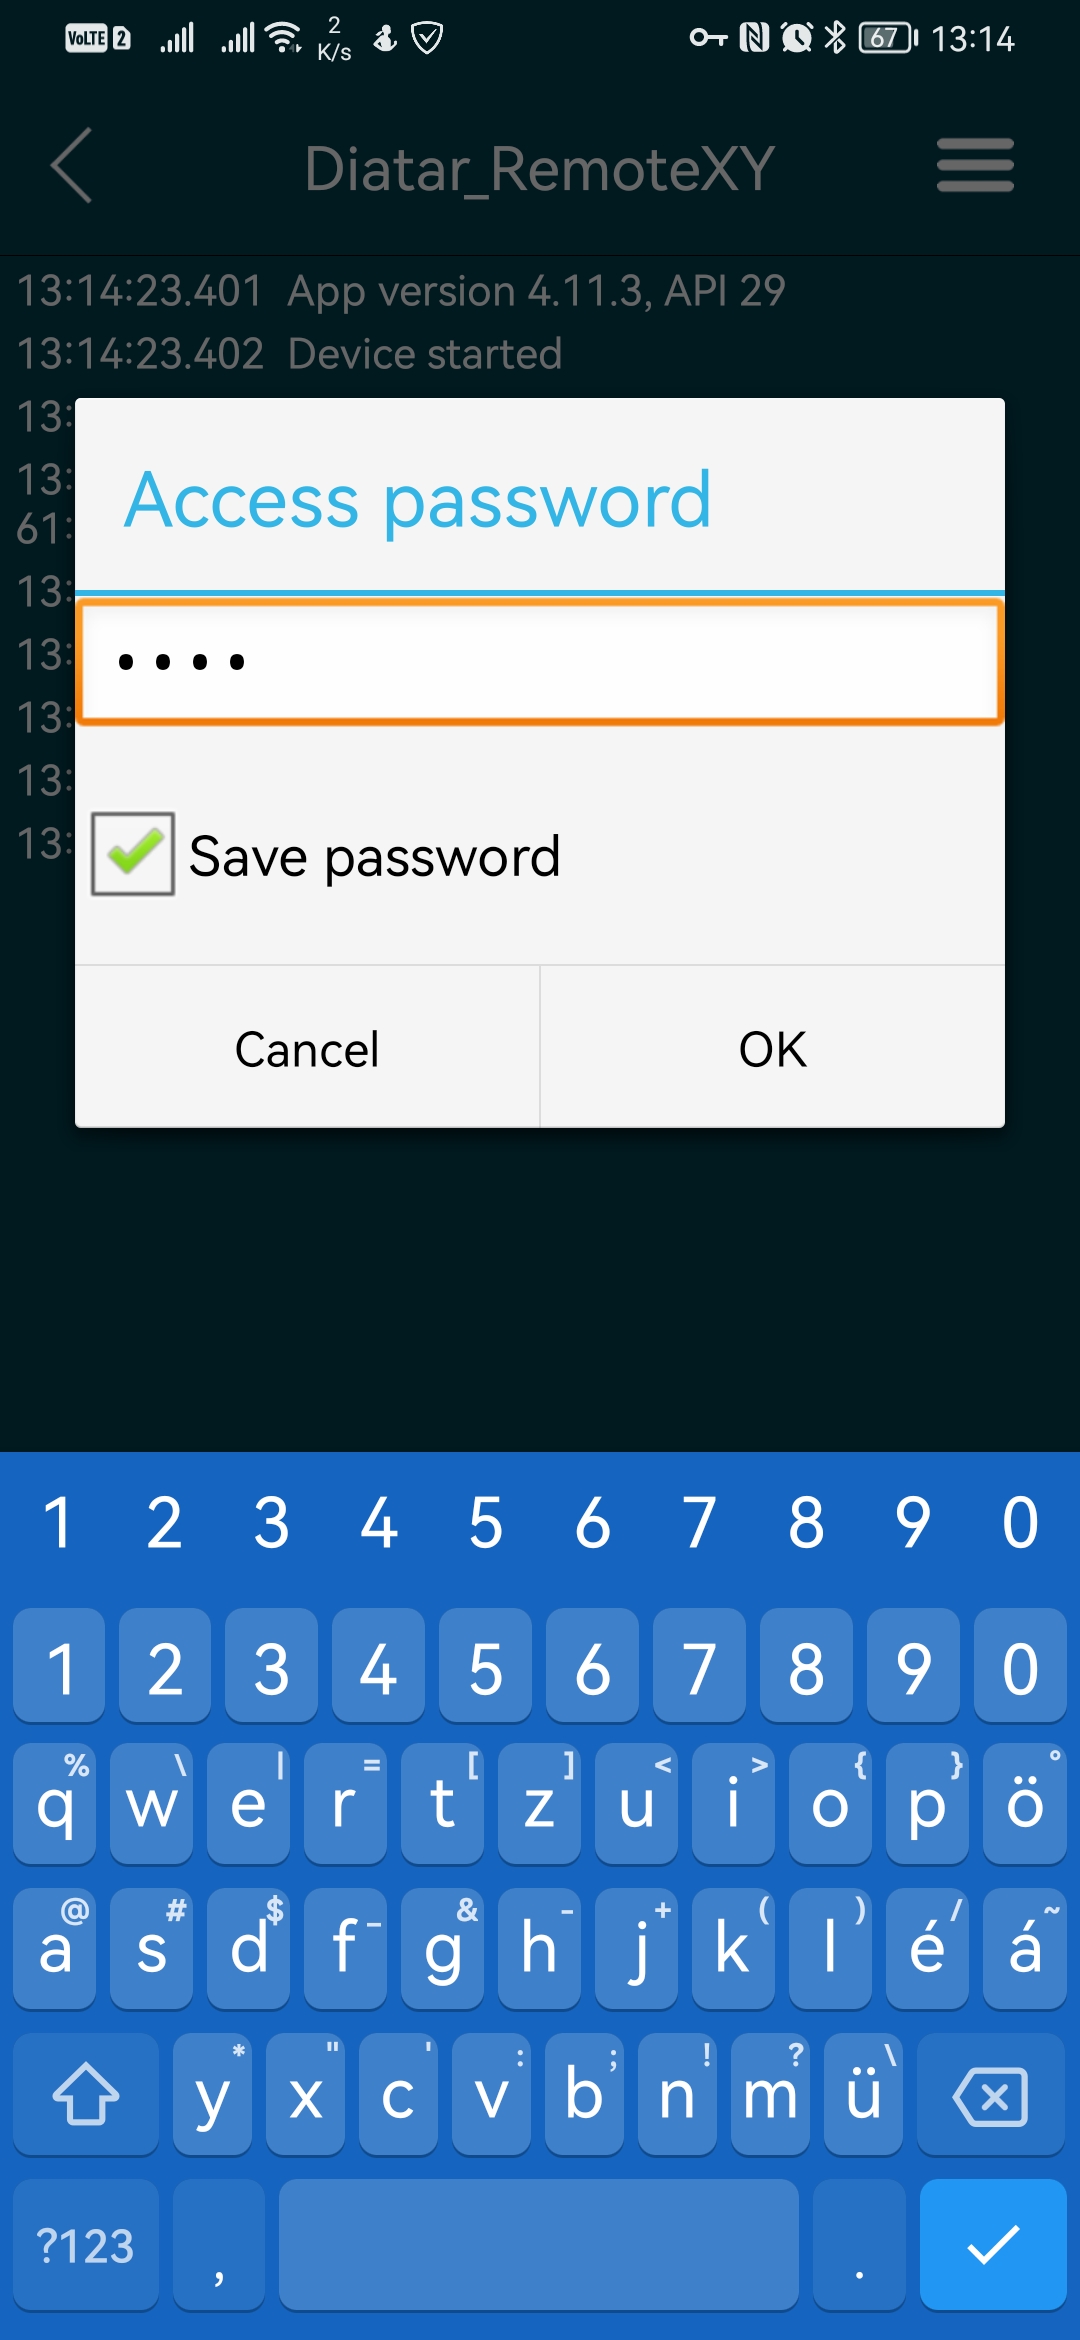 VoLTE 2 2 K/s 67 13:14
Diatar_RemoteXY
13:14:23.401 App version 4.11.3, API 29
13:14:23.402 Device started
13:
13:
61:
13:
13:
13:
13:
13:
Access password
••••
Save password
Cancel OK
1 2 3 4 5 6 7 8 9 0
1 2 3 4 5 6 7 8 9 0
% \ | = [ ] < > { } °
q w e r t z u i o p ö
@ # $ _ & - + ( ) / ~
a s d f g h j k l é á
* " ' : ; ! ? \
y x c v b n m ü
?123 , .